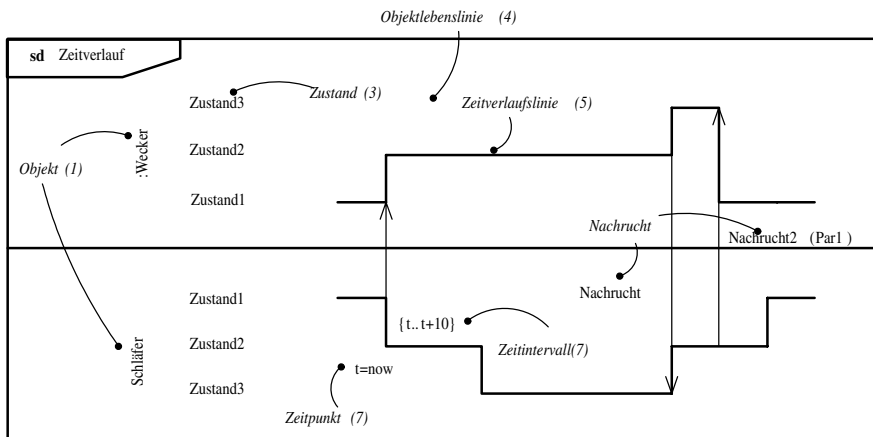 Objektlebenslinie (4)
sd Zeitverlauf
Zustand3
Zustand (3)
Zeitverlaufslinie (5)
:Wecker
Zustand2
Objekt (1)
Zustand1
Nachrucht
Nachrucht2 (Par1 )
Zustand1
Nachrucht
{t..t+10}
Schläfer
Zustand2
Zeitintervall(7)
t=now
Zustand3
Zeitpunkt (7)